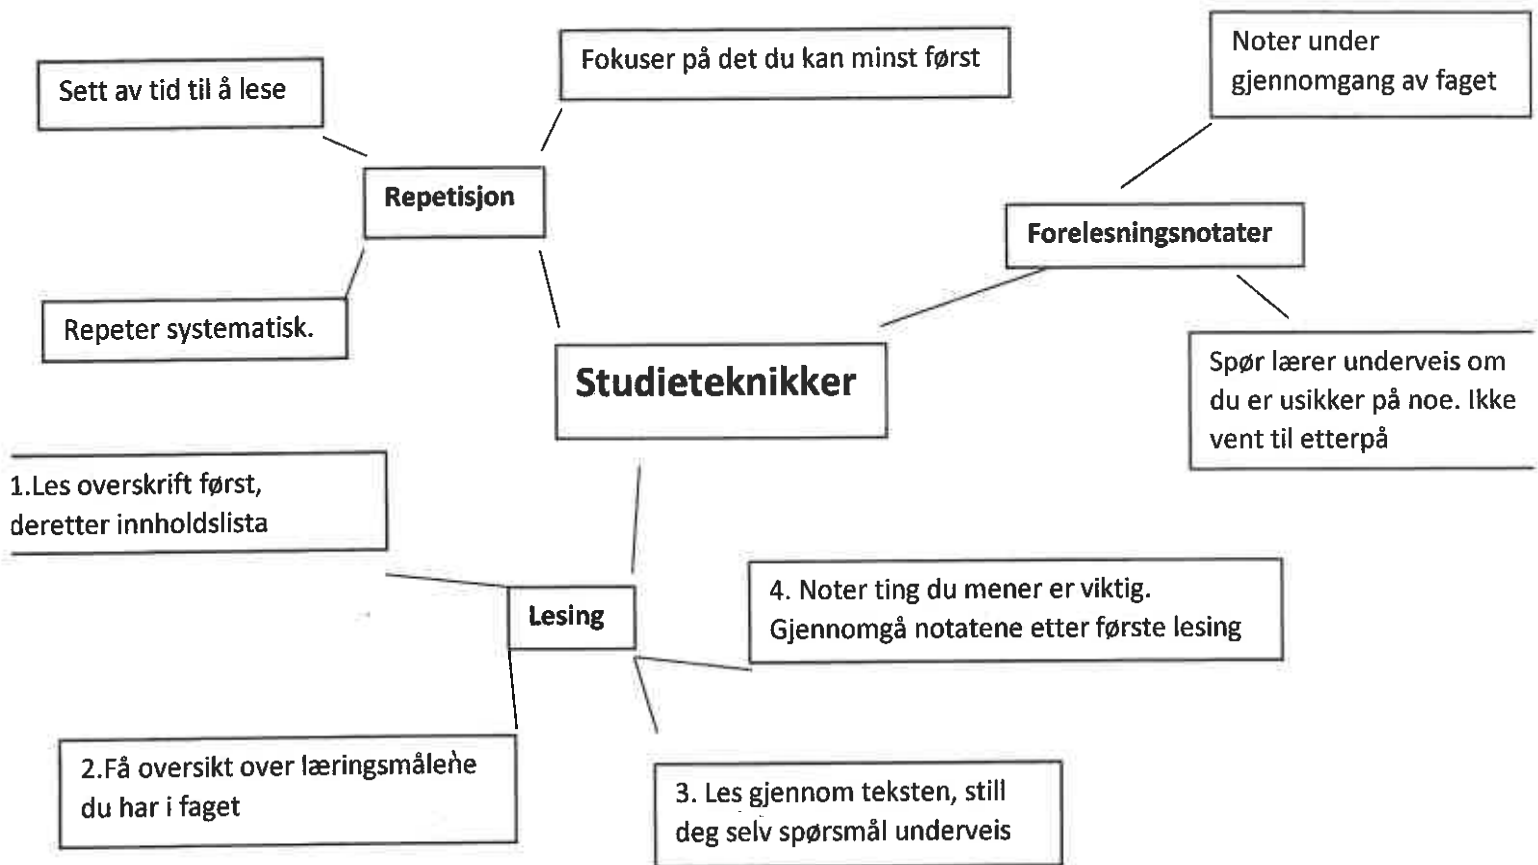 Sett av tid til å lese
Fokuser på det du kan minst først
Noter under
gjennomgang av faget
Repetisjon
Forelesningsnotater
Repeter systematisk.
Studieteknikker
Spør lærer underveis om
du er usikker på noe. Ikke
vent til etterpå
1.Les overskrift først,
deretter innholdslista
Lesing
4. Noter ting du mener er viktig.
Gjennomgå notatene etter første lesing
2.Få oversikt over læringsmålene
du har i faget
3. Les gjennom teksten, still
deg selv spørsmål underveis